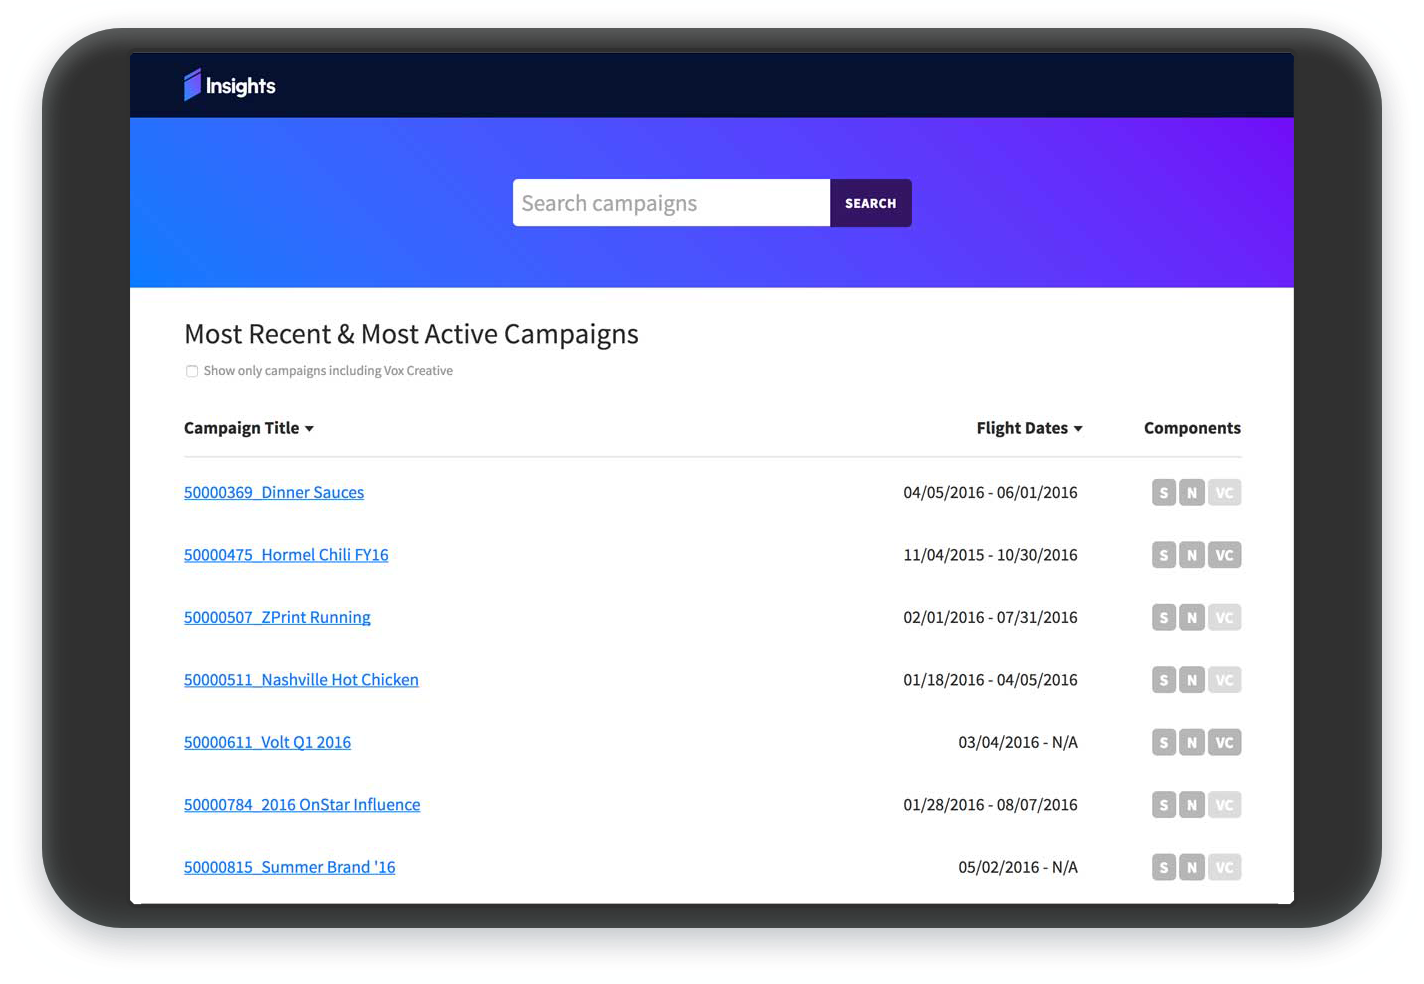 Insights
Search campaigns SEARCH
Most Recent & Most Active Campaigns
Show only campaigns including Vox Creative
Campaign Title Flight Dates Components
50000369_Dinner Sauces 04/05/2016 - 06/01/2016 S N VC
50000475_Hormel Chili FY16 11/04/2015 - 10/30/2016 S N VC
50000507_ZPrint Running 02/01/2016 - 07/31/2016 S N VC
50000511_Nashville Hot Chicken 01/18/2016 - 04/05/2016 S N VC
50000611_Volt Q1 2016 03/04/2016 - N/A S N VC
50000784_2016 OnStar Influence 01/28/2016 - 08/07/2016 S N VC
50000815_Summer Brand '16 05/02/2016 - N/A S N VC